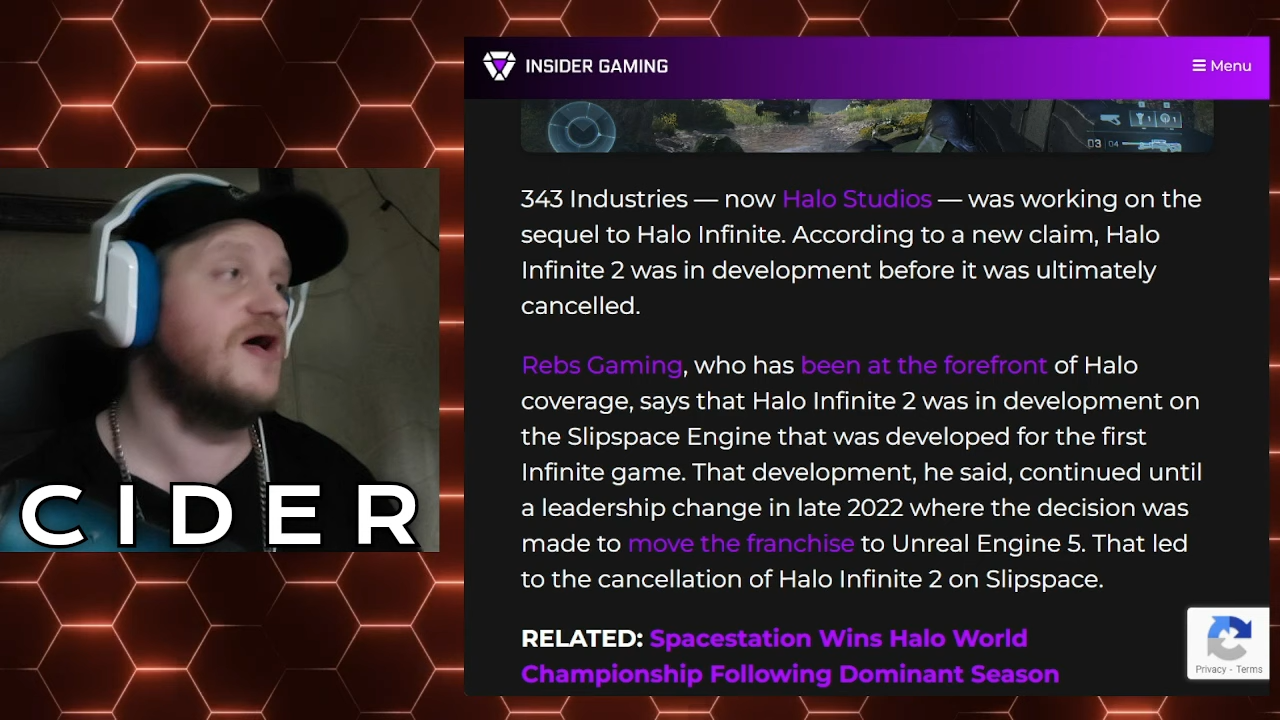 INSIDER GAMING
Menu
03 | 04
343 Industries — now Halo Studios — was working on the
sequel to Halo Infinite. According to a new claim, Halo
Infinite 2 was in development before it was ultimately
cancelled.
Rebs Gaming, who has been at the forefront of Halo
coverage, says that Halo Infinite 2 was in development on
the Slipspace Engine that was developed for the first
Infinite game. That development, he said, continued until
a leadership change in late 2022 where the decision was
made to move the franchise to Unreal Engine 5. That led
to the cancellation of Halo Infinite 2 on Slipspace.
RELATED: Spacestation Wins Halo World
Championship Following Dominant Season
Privacy - Terms
CIDER